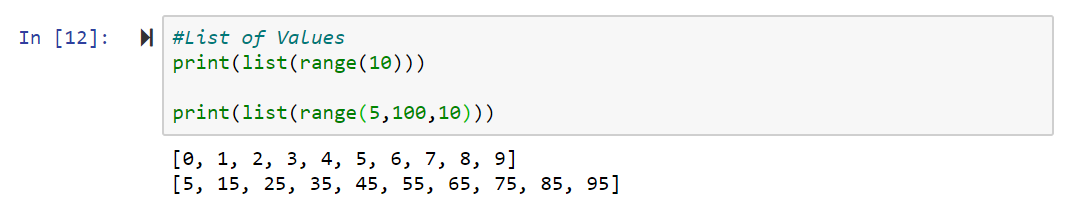 In [12]:
#List of Values
print(list(range(10)))
print(list(range(5,100,10)))
[0, 1, 2, 3, 4, 5, 6, 7, 8, 9]
[5, 15, 25, 35, 45, 55, 65, 75, 85, 95]